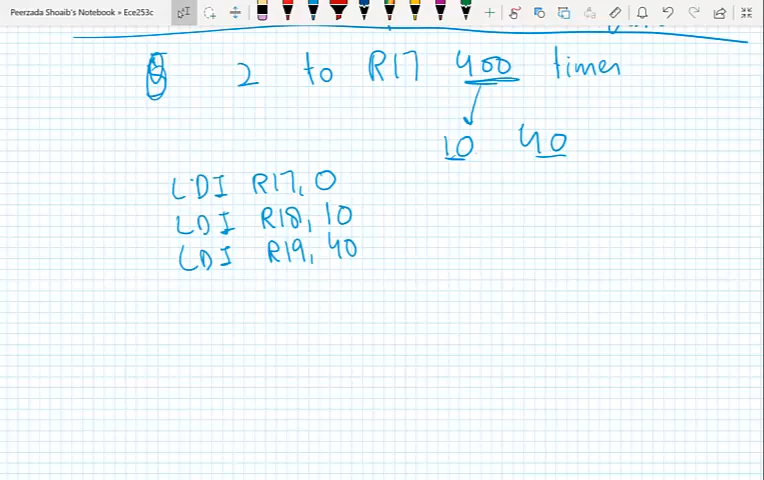 Peerzada Shoaib's Notebook » Ece253c
2 to R17 400 times
10 40
LDI R17, 0
LDI R18, 10
LDI R19, 40